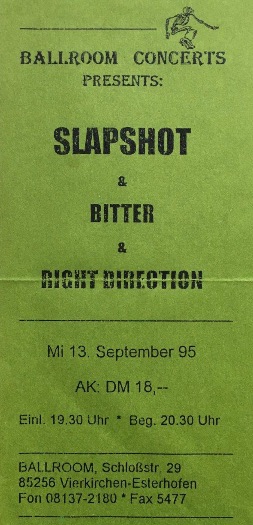 BALLROOM CONCERTS
PRESENTS:
SLAPSHOT
&
BITTER
&
RIGHT DIRECTION
Mi 13. September 95
AK: DM 18,--
Einl. 19.30 Uhr * Beg. 20.30 Uhr
BALLROOM, Schloßstr. 29
85256 Vierkirchen-Esterhofen
Fon 08137-2180 * Fax 5477